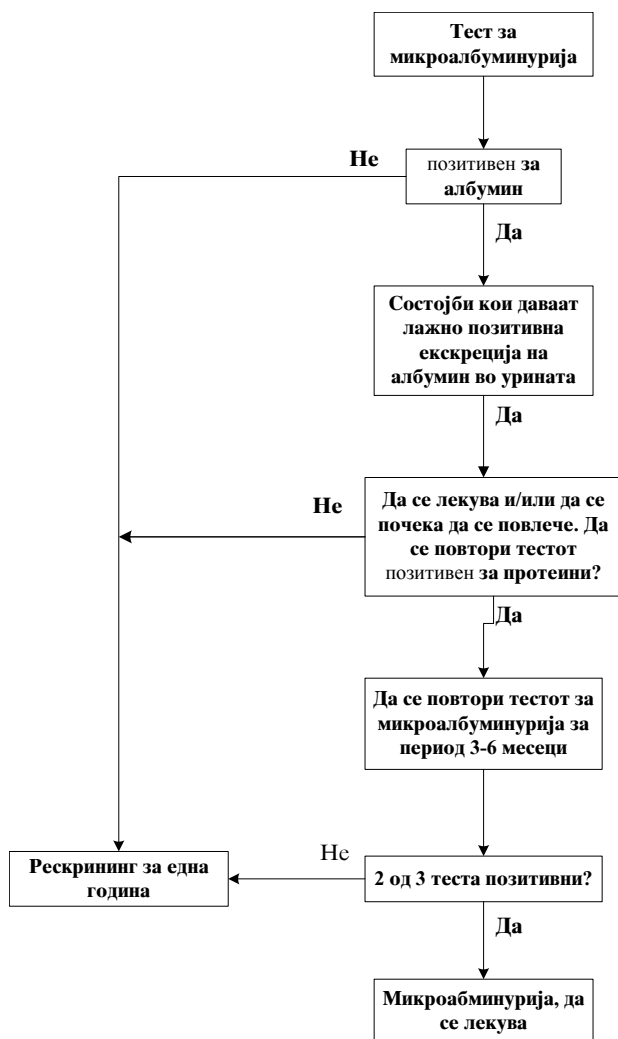 Тест за
микроалбуминурија
Не
позитивен за
албумин
Да
Состојби кои даваат
лажно позитивна
екскреција на
албумин во урината
Да
Не
Да се лекува и/или да се
почека да се повлече. Да
се повтори тестот
позитивен за протеини?
Да
Да се повтори тестот за
микроалбуминурија за
период 3-6 месеци
Не
Рескрининг за една
година
2 од 3 теста позитивни?
Да
Микроабминурија, да
се лекува